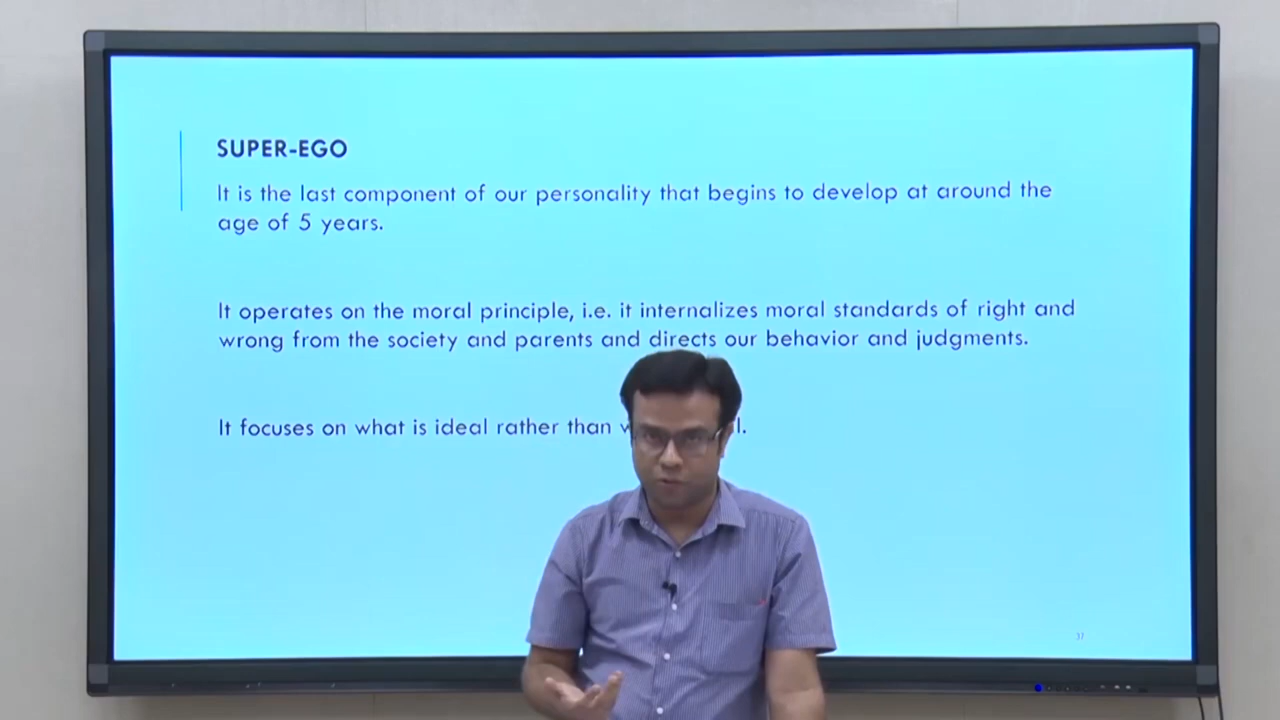 SUPER-EGO
It is the last component of our personality that begins to develop at around the
age of 5 years.
It operates on the moral principle, i.e. it internalizes moral standards of right and
wrong from the society and parents and directs our behavior and judgments.
It focuses on what is ideal rather than
37